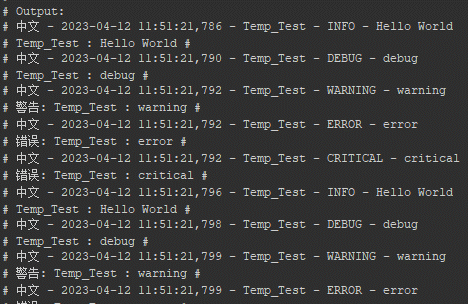 # Output:
# 中文 - 2023-04-12 11:51:21,786 - Temp_Test - INFO - Hello World
# Temp_Test : Hello World #
# 中文 - 2023-04-12 11:51:21,790 - Temp_Test - DEBUG - debug
# Temp_Test : debug #
# 中文 - 2023-04-12 11:51:21,792 - Temp_Test - WARNING - warning
# 警告: Temp_Test : warning #
# 中文 - 2023-04-12 11:51:21,792 - Temp_Test - ERROR - error
# 错误: Temp_Test : error #
# 中文 - 2023-04-12 11:51:21,792 - Temp_Test - CRITICAL - critical
# 错误: Temp_Test : critical #
# 中文 - 2023-04-12 11:51:21,796 - Temp_Test - INFO - Hello World
# Temp_Test : Hello World #
# 中文 - 2023-04-12 11:51:21,798 - Temp_Test - DEBUG - debug
# Temp_Test : debug #
# 中文 - 2023-04-12 11:51:21,799 - Temp_Test - WARNING - warning
# 警告: Temp_Test : warning #
# 中文 - 2023-04-12 11:51:21,799 - Temp_Test - ERROR - error